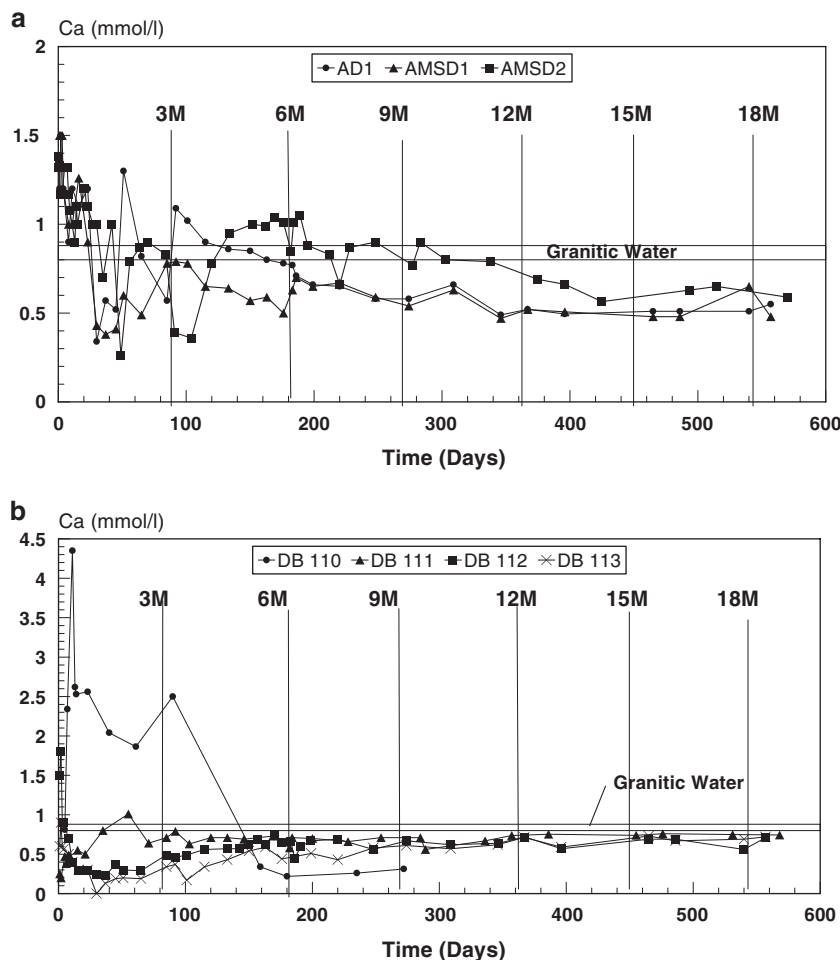 a
Ca (mmol/l)
2
AD1 AMSD1 AMSD2
3M 6M 9M 12M 15M 18M
1.5
1
Granitic Water
0.5
0
0 100 200 300 400 500 600
Time (Days)
b
Ca (mmol/l)
4.5
DB 110 DB 111 DB 112 DB 113
4
3M 6M 9M 12M 15M 18M
3.5
3
2.5
2
1.5
Granitic Water
1
0.5
0
0 100 200 300 400 500 600
Time (Days)